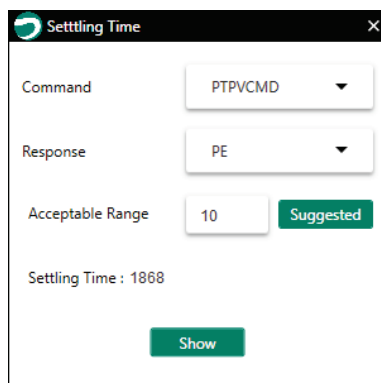 Setttling Time
Command PTPVCMD
Response PE
Acceptable Range 10 Suggested
Settling Time : 1868
Show